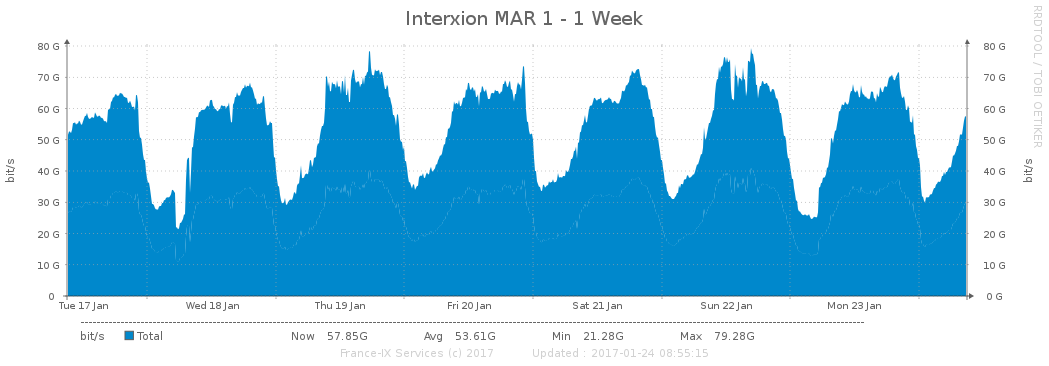 Interxion MAR 1 - 1 Week
RRDTOOL / TOBI OETIKER
bit/s
80 G
70 G
60 G
50 G
40 G
30 G
20 G
10 G
0
80 G
70 G
60 G
50 G
40 G
30 G
20 G
10 G
0 G
bit/s
Tue 17 Jan Wed 18 Jan Thu 19 Jan Fri 20 Jan Sat 21 Jan Sun 22 Jan Mon 23 Jan
bit/s Total Now 57.85G Avg 53.61G Min 21.28G Max 79.28G
France-IX Services (c) 2017 Updated : 2017-01-24 08:55:15